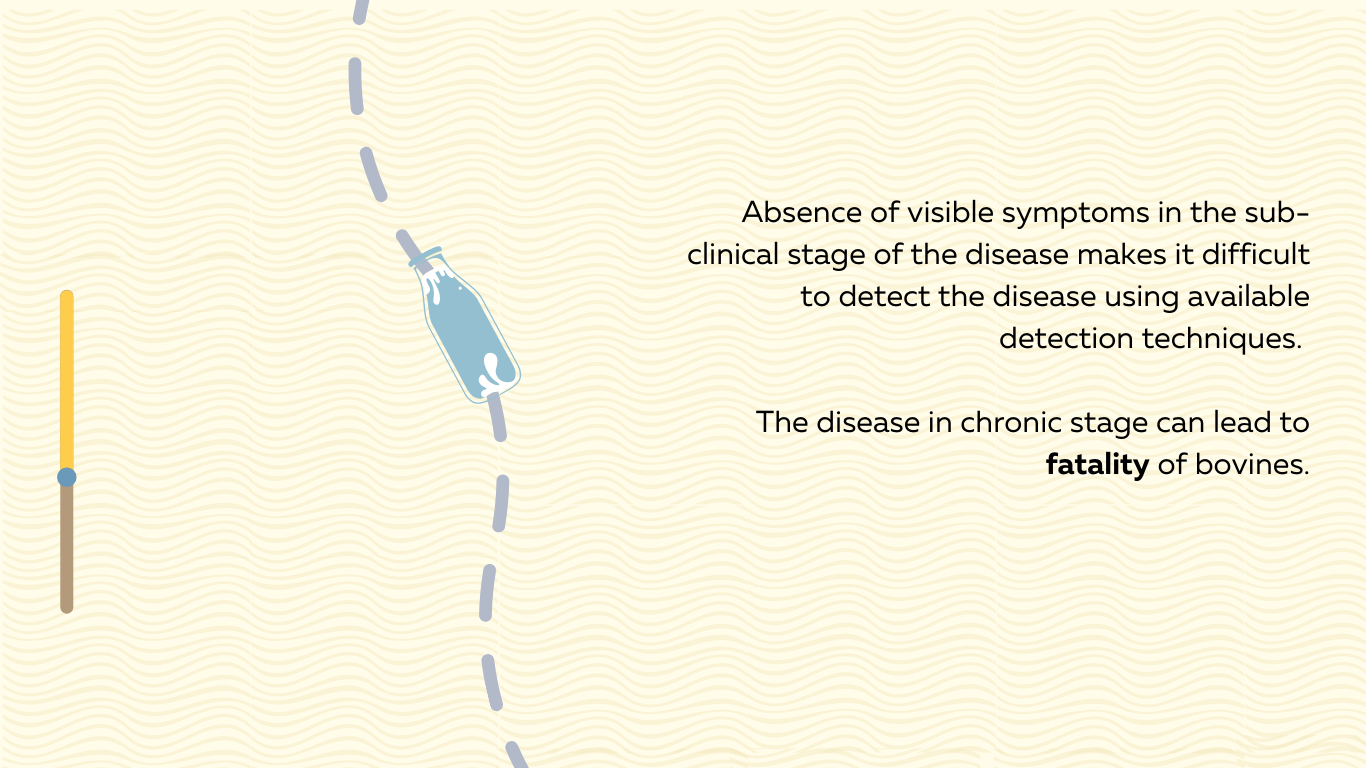 Absence of visible symptoms in the sub-
clinical stage of the disease makes it difficult
to detect the disease using available
detection techniques.
The disease in chronic stage can lead to
fatality of bovines.